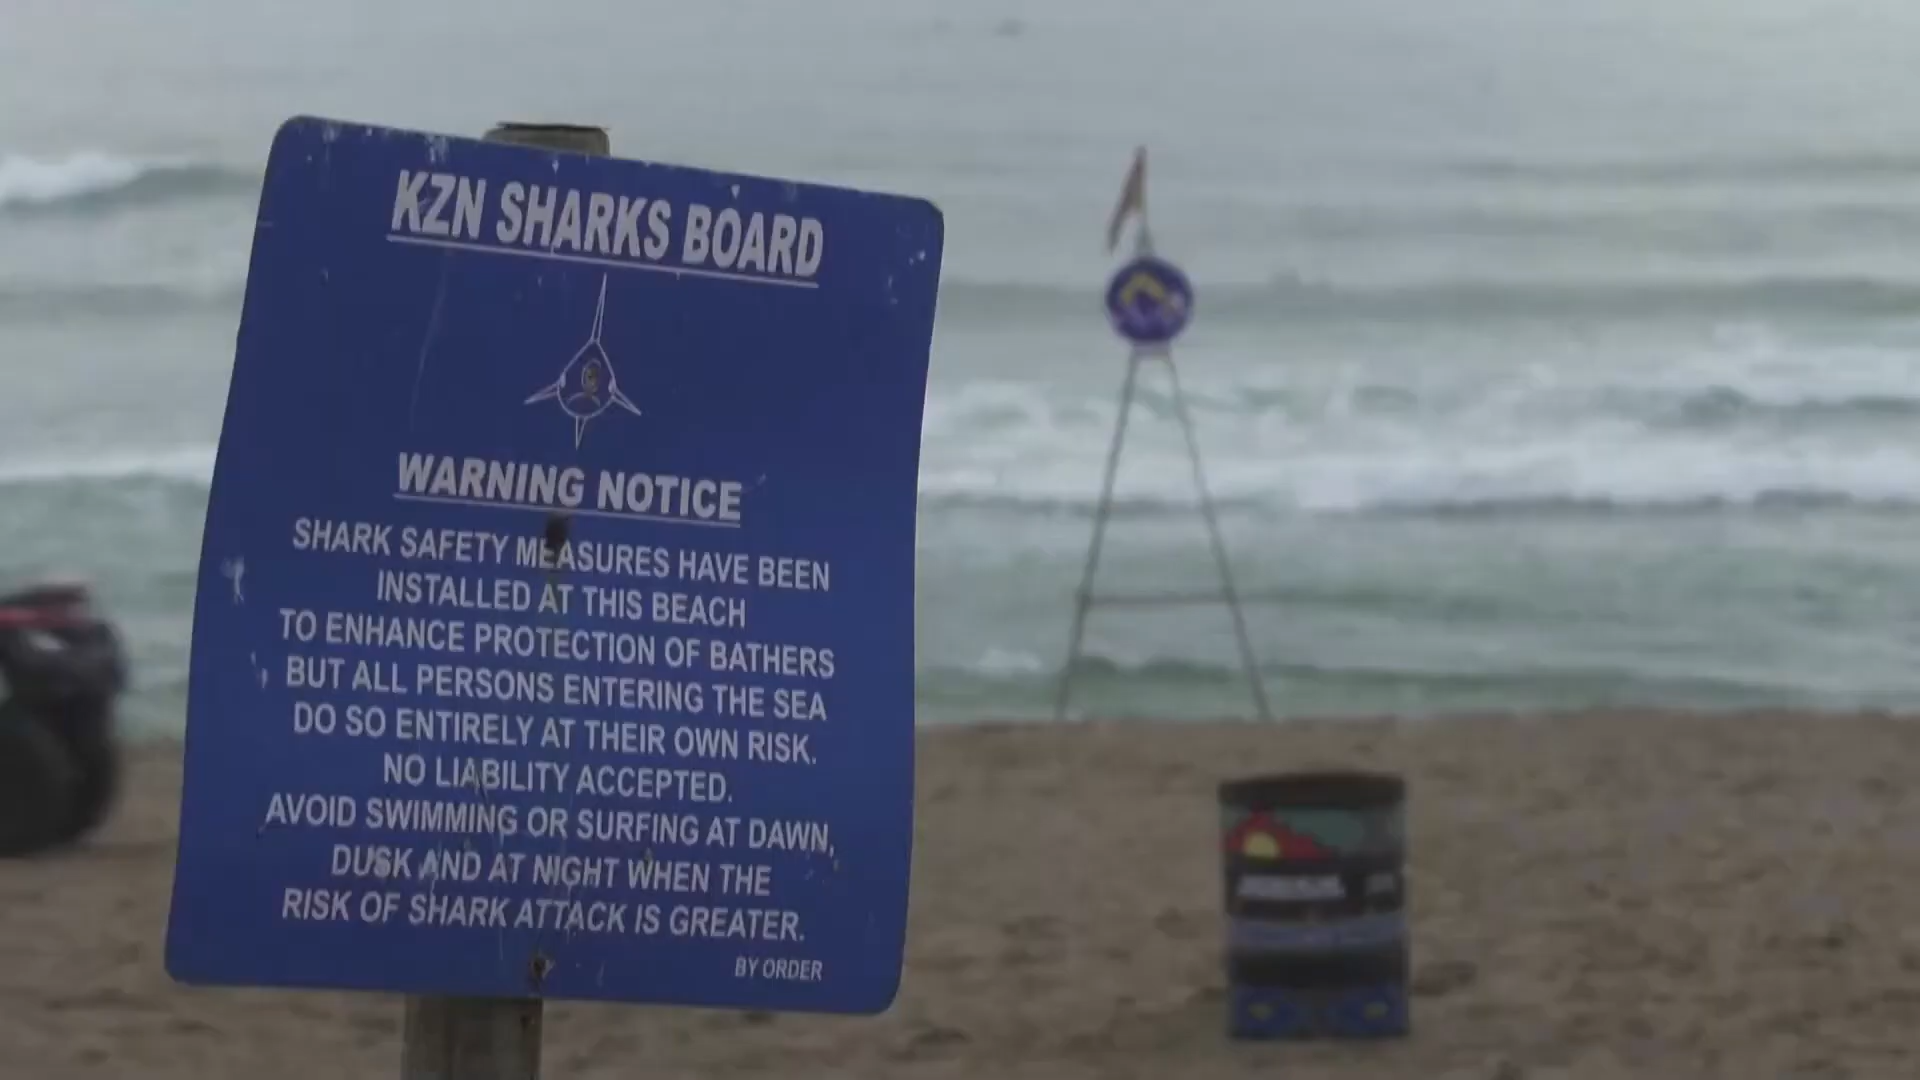 KZN SHARKS BOARD
WARNING NOTICE
SHARK SAFETY MEASURES HAVE BEEN
INSTALLED AT THIS BEACH
TO ENHANCE PROTECTION OF BATHERS
BUT ALL PERSONS ENTERING THE SEA
DO SO ENTIRELY AT THEIR OWN RISK.
NO LIABILITY ACCEPTED.
AVOID SWIMMING OR SURFING AT DAWN,
DUSK AND AT NIGHT WHEN THE
RISK OF SHARK ATTACK IS GREATER.
BY ORDER